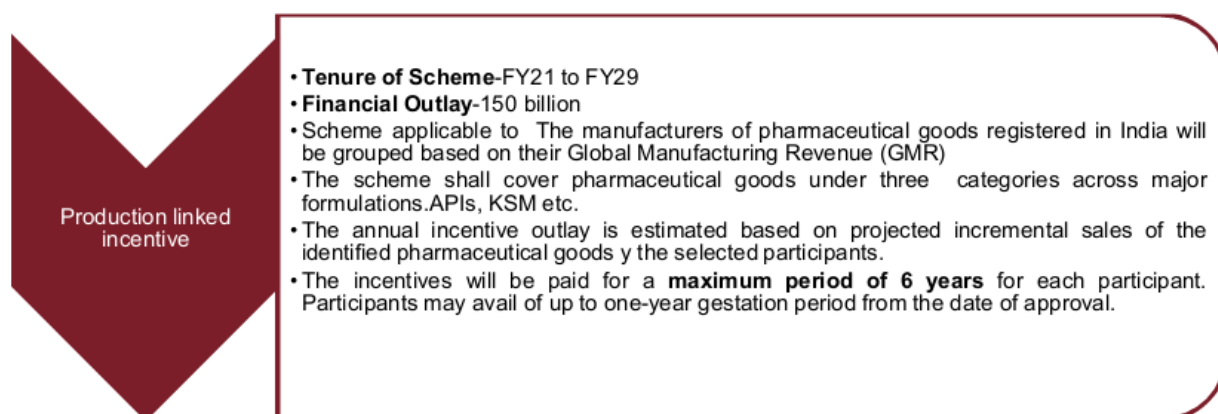 Production linked
incentive
• Tenure of Scheme-FY21 to FY29
• Financial Outlay-150 billion
• Scheme applicable to The manufacturers of pharmaceutical goods registered in India will
be grouped based on their Global Manufacturing Revenue (GMR)
• The scheme shall cover pharmaceutical goods under three categories across major
formulations.APIs, KSM etc.
• The annual incentive outlay is estimated based on projected incremental sales of the
identified pharmaceutical goods y the selected participants.
• The incentives will be paid for a maximum period of 6 years for each participant.
Participants may avail of up to one-year gestation period from the date of approval.